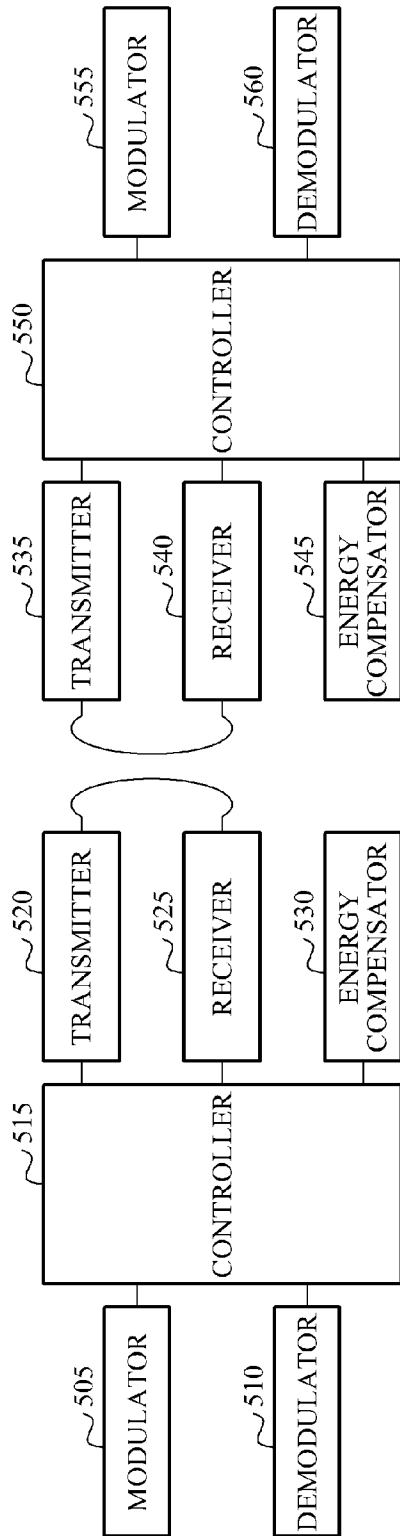 505
MODULATOR
510
DEMODULATOR
515
CONTROLLER
520
TRANSMITTER
525
RECEIVER
530
ENERGY
COMPENSATOR
535
TRANSMITTER
540
RECEIVER
545
ENERGY
COMPENSATOR
550
CONTROLLER
555
MODULATOR
560
DEMODULATOR